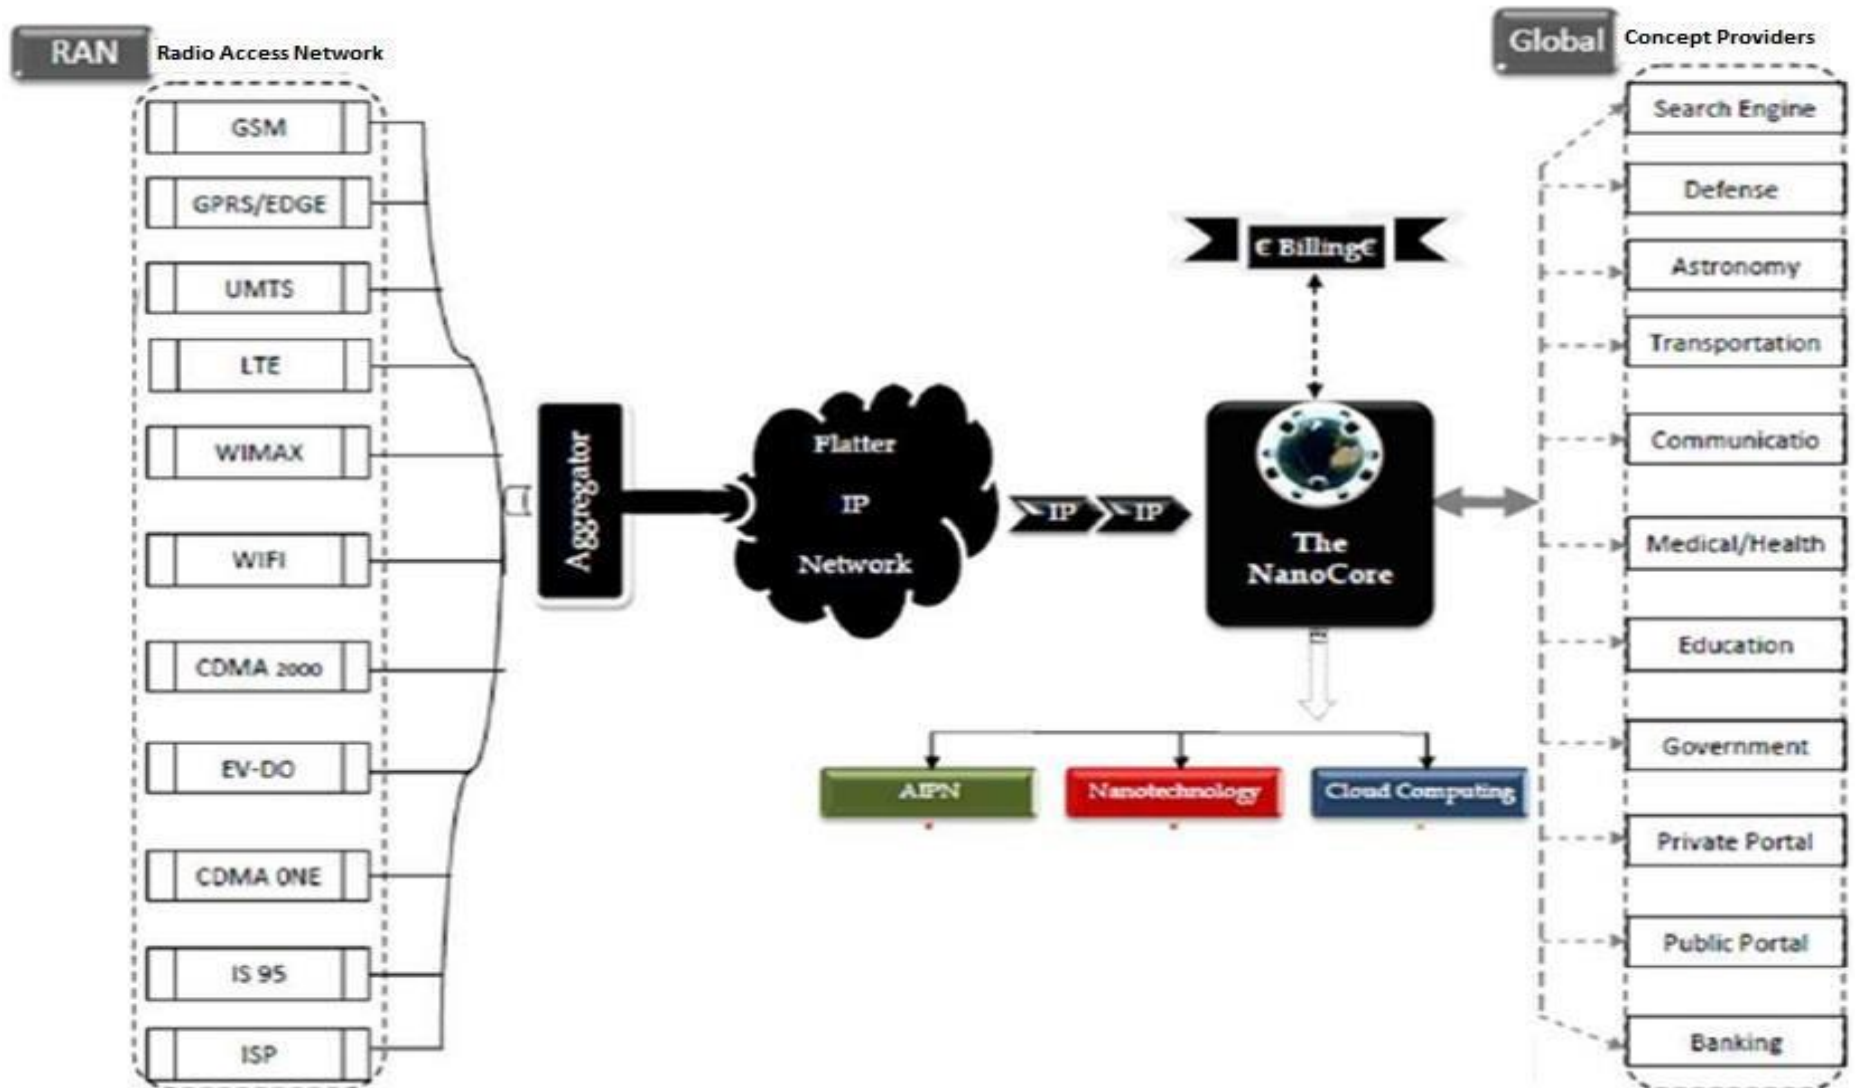 RAN
Radio Access Network
GSM
GPRS/EDGE
UMTS
LTE
WIMAX
WIFI
CDMA 2000
EV-DO
CDMA 0NE
IS 95
ISP
Aggregator
Flatter
IP
Network
IP IP
€ Billing€
The
NanoCore
AIPN
Nanotechnology
Cloud Computing
Global
Concept Providers
Search Engine
Defense
Astronomy
Transportation
Communicatio
Medical/Health
Education
Government
Private Portal
Public Portal
Banking